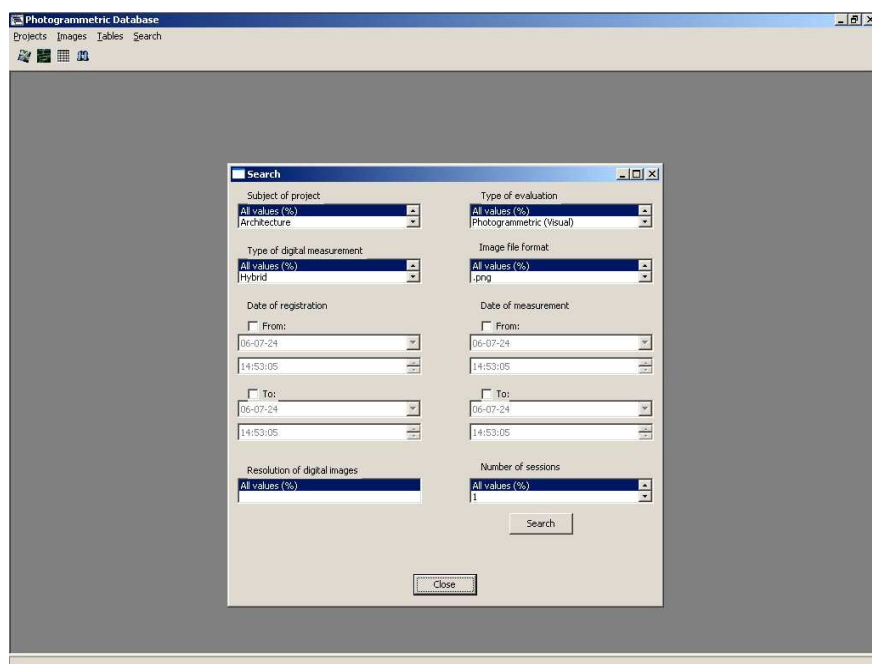 Photogrammetric Database
Projects Images Tables Search
Search
Subject of project
All values (%)
Architecture
Type of evaluation
All values (%)
Photogrammetric (Visual)
Type of digital measurement
All values (%)
Hybrid
Image file format
All values (%)
.png
Date of registration
From:
06-07-24
14:53:05
To:
06-07-24
14:53:05
Date of measurement
From:
06-07-24
14:53:05
To:
06-07-24
14:53:05
Resolution of digital images
All values (%)
Number of sessions
All values (%)
1
Search
Close